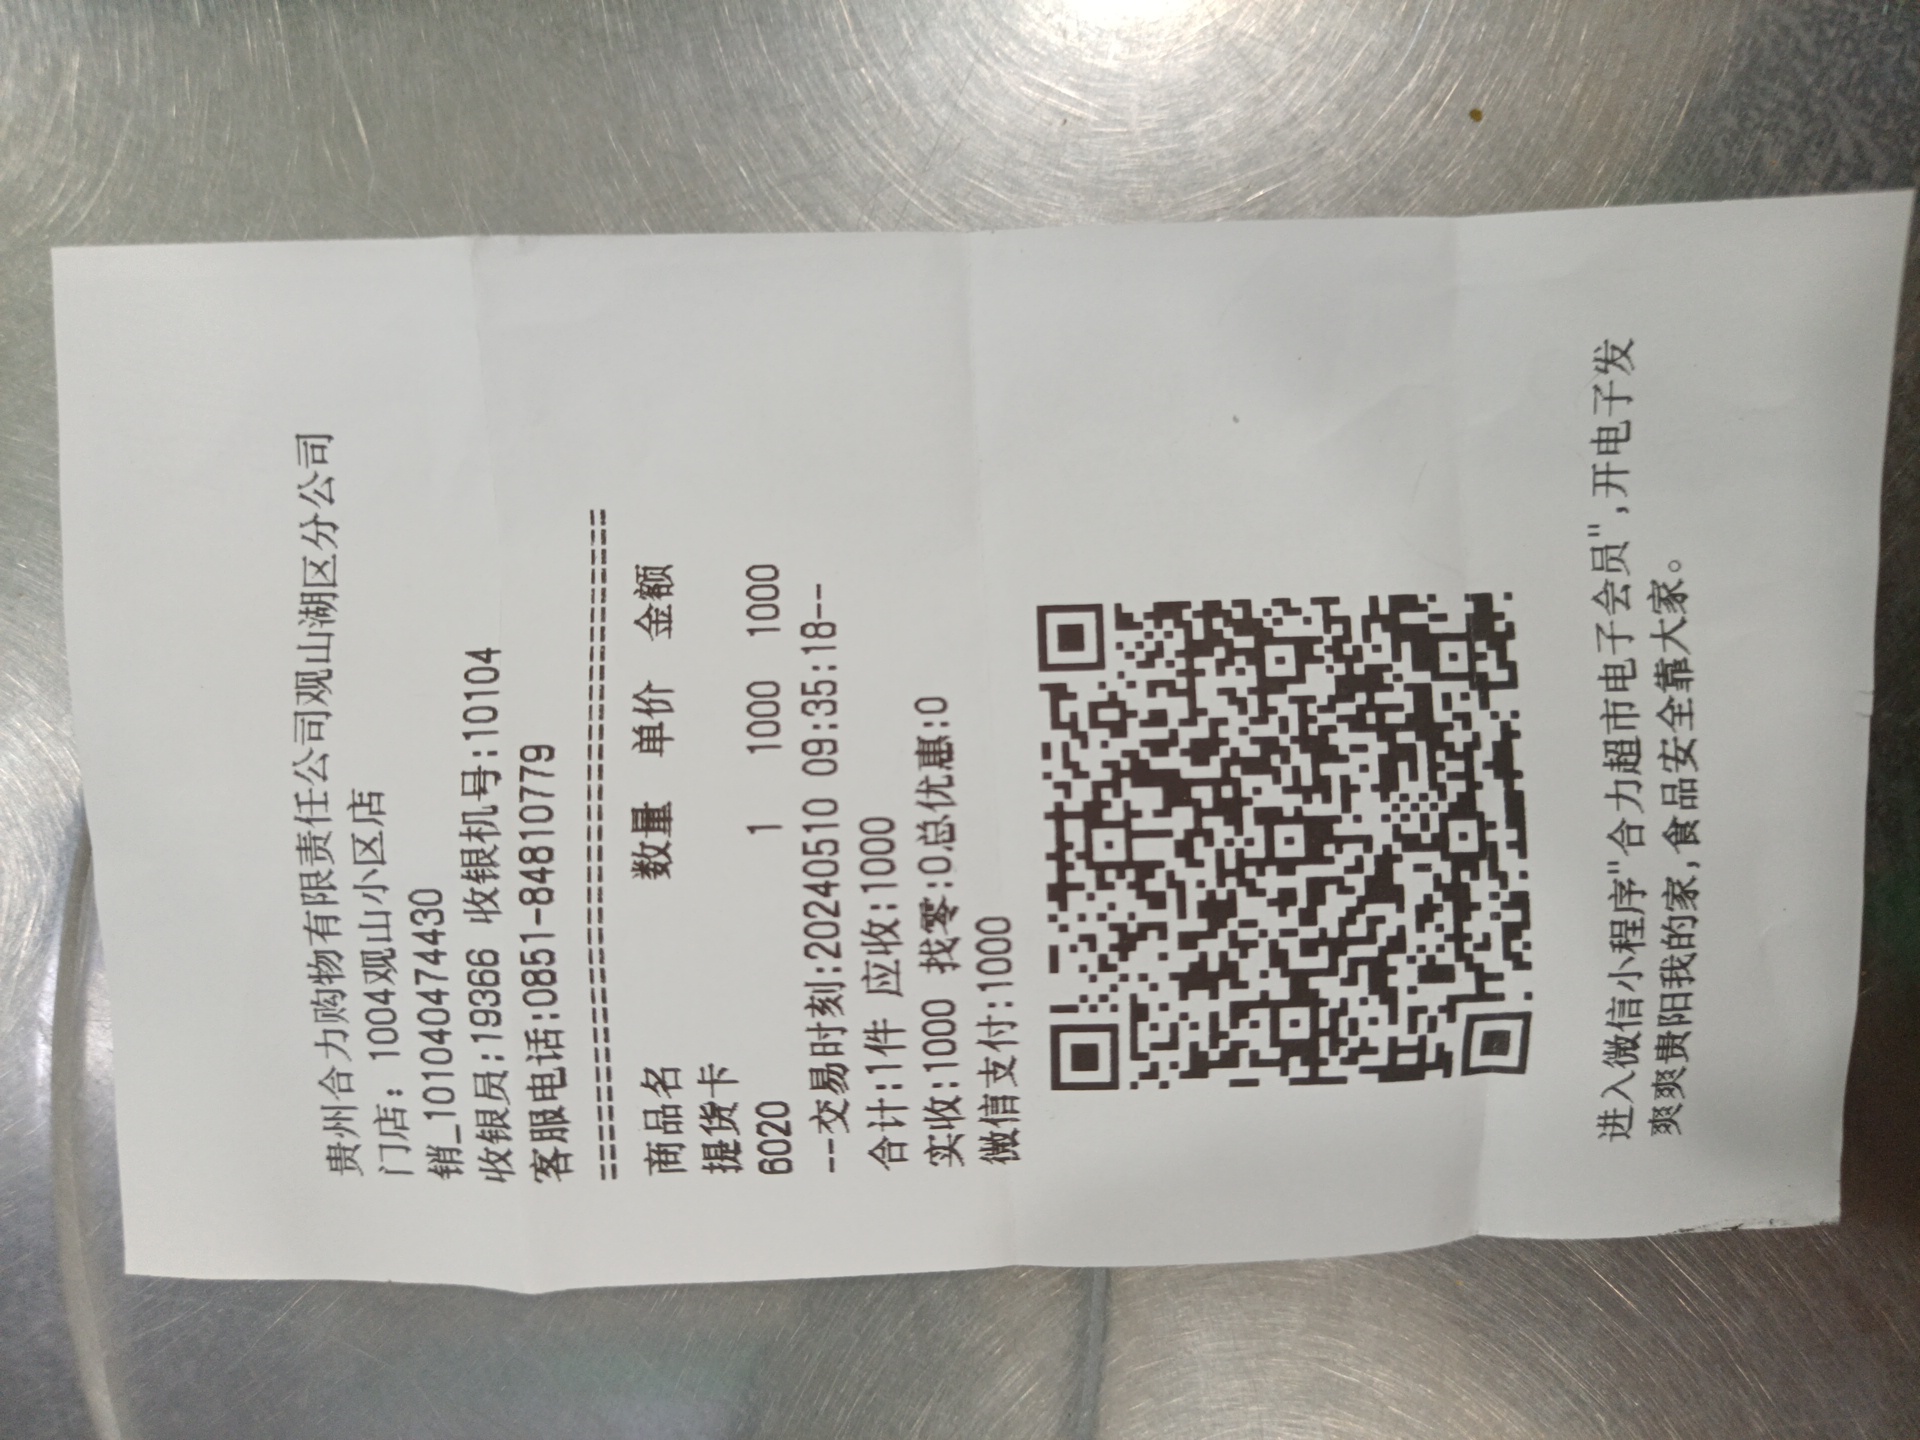 贵州合力购物有限责任公司观山湖区分公司
门店：1004观山小区店
销_101040474430
收银员:19366 收银机号:10104
客服电话:0851-84810779
========================================
商品名 数量 单价 金额
提货卡
6020 1 1000 1000
--交易时刻:20240510 09:35:18--
合计:1件 应收:1000
实收:1000 找零:0总优惠:0
微信支付:1000
进入微信小程序"合力超市电子会员",开电子发
爽爽贵阳我的家,食品安全靠大家。